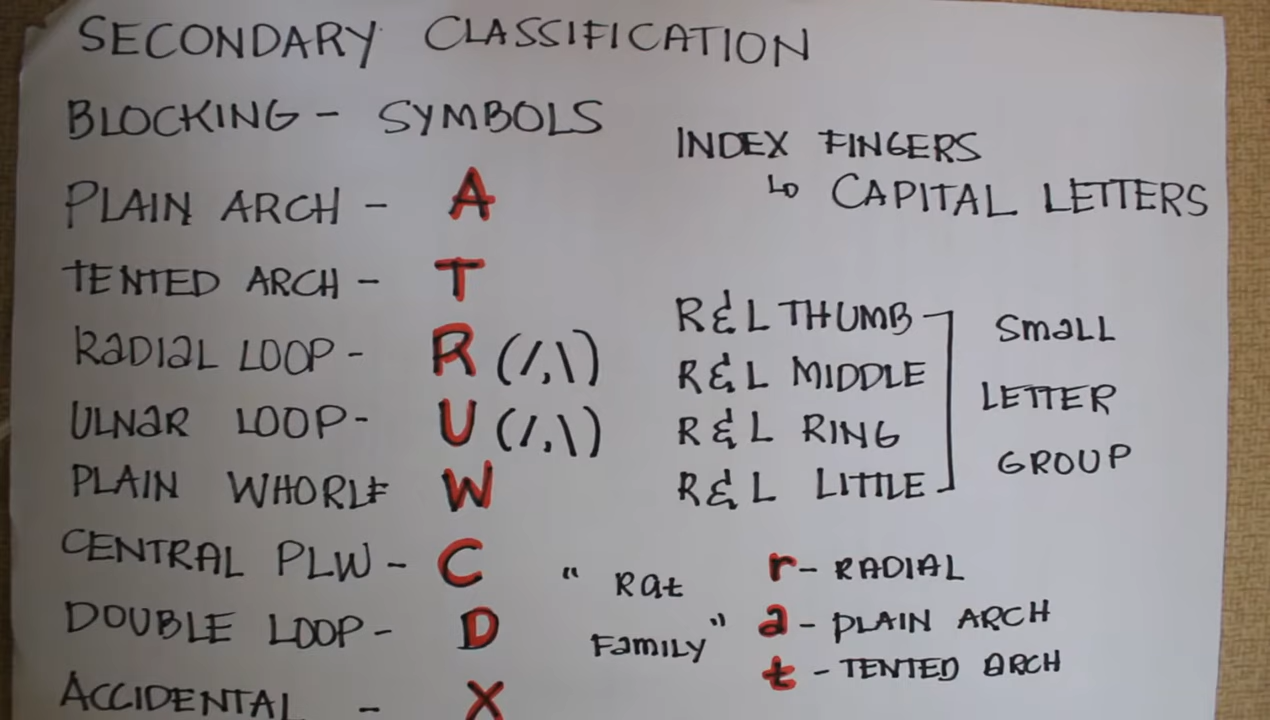 SECONDARY CLASSIFICATION
BLOCKING - SYMBOLS
PLAIN ARCH - A
TENTED ARCH - T
RADIAL LOOP - R (/,\)
ULNAR LOOP - U (/,\)
PLAIN WHORL - W
CENTRAL PLW - C
DOUBLE LOOP - D
ACCIDENTAL - X
INDEX FINGERS
↳ CAPITAL LETTERS
R & L THUMB
R & L MIDDLE
R & L RING
R & L LITTLE
SMALL
LETTER
GROUP
" Rat
Family "
r - RADIAL
a - PLAIN ARCH
t - TENTED ARCH